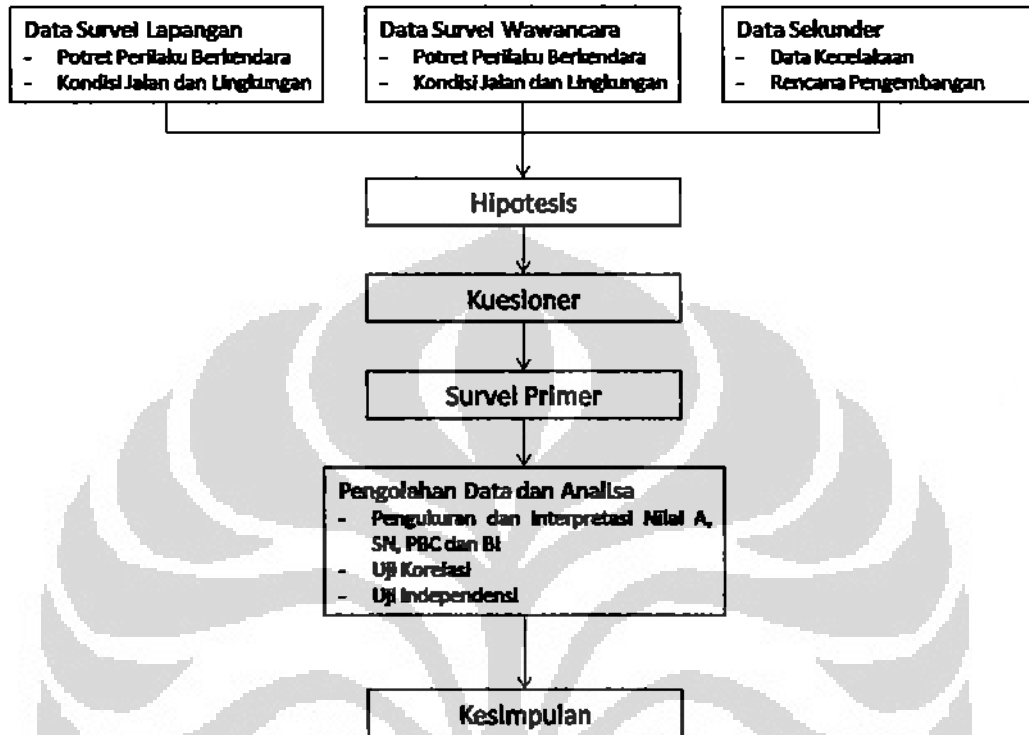 Data Survei Lapangan
- Potret Perilaku Berkendara
- Kondisi Jalan dan Lingkungan
Data Survei Wawancara
- Potret Perilaku Berkendara
- Kondisi Jalan dan Lingkungan
Data Sekunder
- Data Kecelakaan
- Rencana Pengembangan
Hipotesis
Kuesioner
Survei Primer
Pengolahan Data dan Analisa
- Pengukuran dan Interpretasi Nilai A,
SN, PBC dan BI
- Uji Korelasi
- Uji Independensi
Kesimpulan